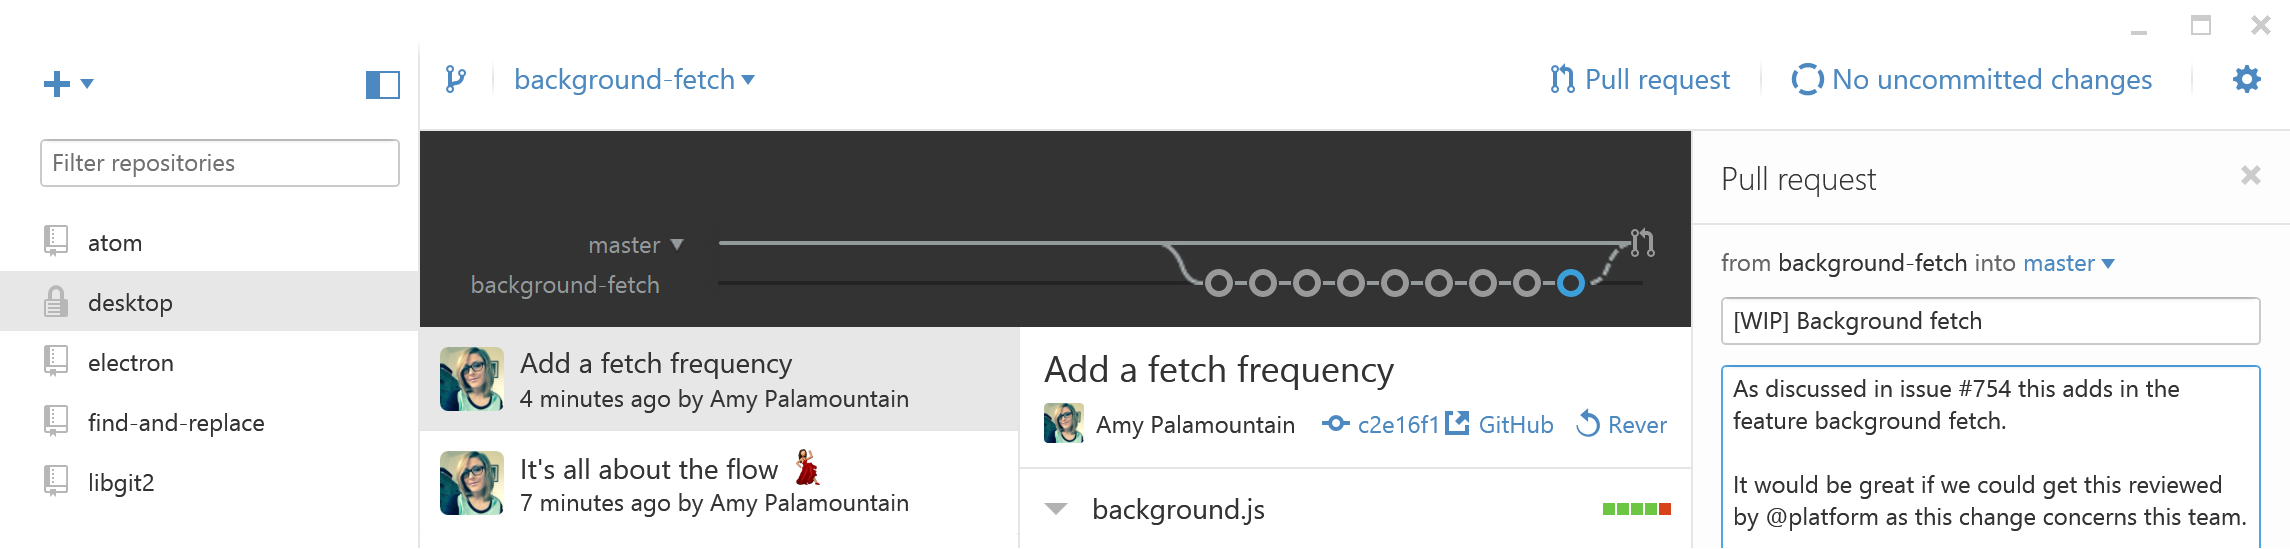 background-fetch
Pull request
No uncommitted changes
Filter repositories
atom
desktop
electron
find-and-replace
libgit2
master
background-fetch
Add a fetch frequency
4 minutes ago by Amy Palamountain
It's all about the flow 💃
7 minutes ago by Amy Palamountain
Add a fetch frequency
Amy Palamountain c2e16f1 GitHub Rever
background.js
Pull request
from background-fetch into master
[WIP] Background fetch
As discussed in issue #754 this adds in the
feature background fetch.
It would be great if we could get this reviewed
by @platform as this change concerns this team.